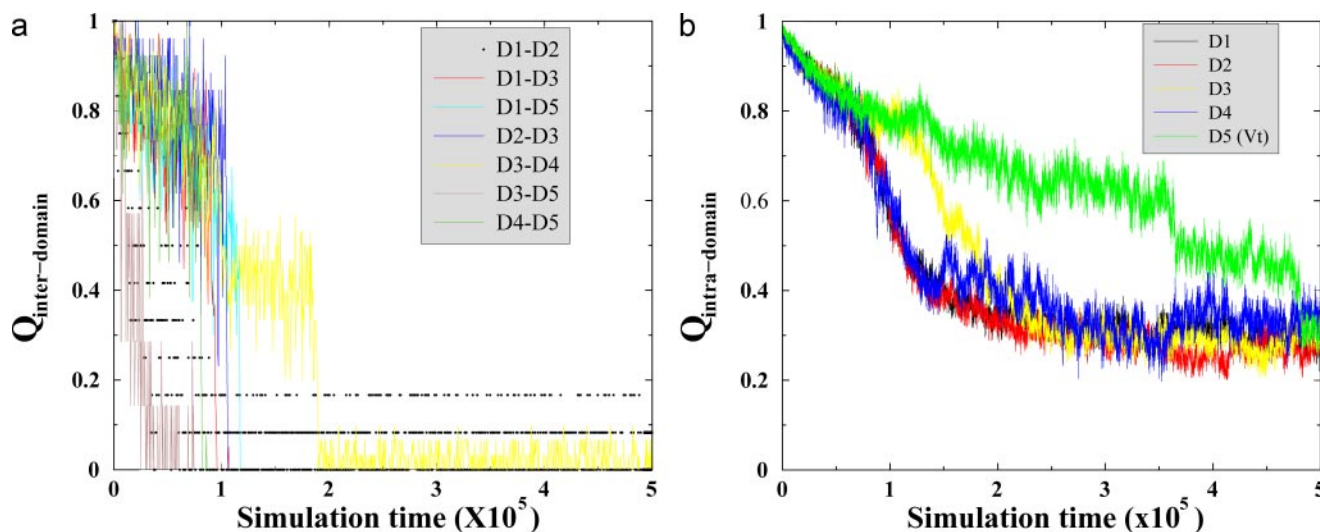 a
1
0.8
0.6
0.4
0.2
0
Q inter−domain
0 1 2 3 4 5
Simulation time (X10^5)
D1-D2
D1-D3
D1-D5
D2-D3
D3-D4
D3-D5
D4-D5
b
1
0.8
0.6
0.4
0.2
0
Q intra−domain
0 1 2 3 4 5
Simulation time (x10^5)
D1
D2
D3
D4
D5 (Vt)